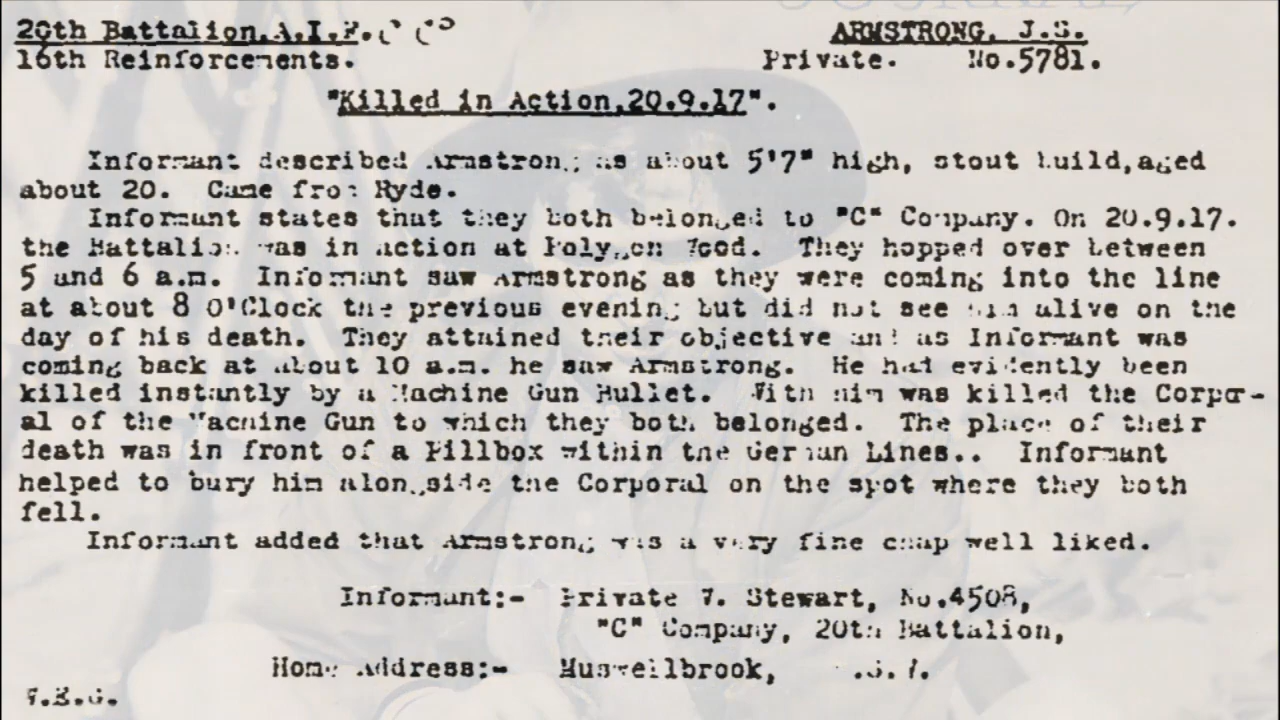 20th Battalion,A.I.F.
ARMSTRONG, J.S.
16th Reinforcements.
Private. No.5781.
"Killed in Action,20.9.17".
Informant described Armstrong as about 5'7" high, stout build,aged
about 20. Came from Ryde.
Informant states that they both belonged to "C" Company. On 20.9.17.
the Battalion was in action at Polygon Wood. They hopped over between
5 and 6 a.m. Informant saw Armstrong as they were coming into the line
at about 8 O'Clock the previous evening but did not see him alive on the
day of his death. They attained their objective and as Informant was
coming back at about 10 a.m. he saw Armstrong. He had evidently been
killed instantly by a Machine Gun Bullet. With him was killed the Corpor-
al of the Machine Gun to which they both belonged. The place of their
death was in front of a Pillbox within the German Lines.. Informant
helped to bury him alongside the Corporal on the spot where they both
fell.
Informant added that Armstrong was a very fine chap well liked.
Informant:- Private W. Stewart, No.4508,
"C" Company, 20th Battalion,
Home Address:- Muswellbrook, N.S.W.